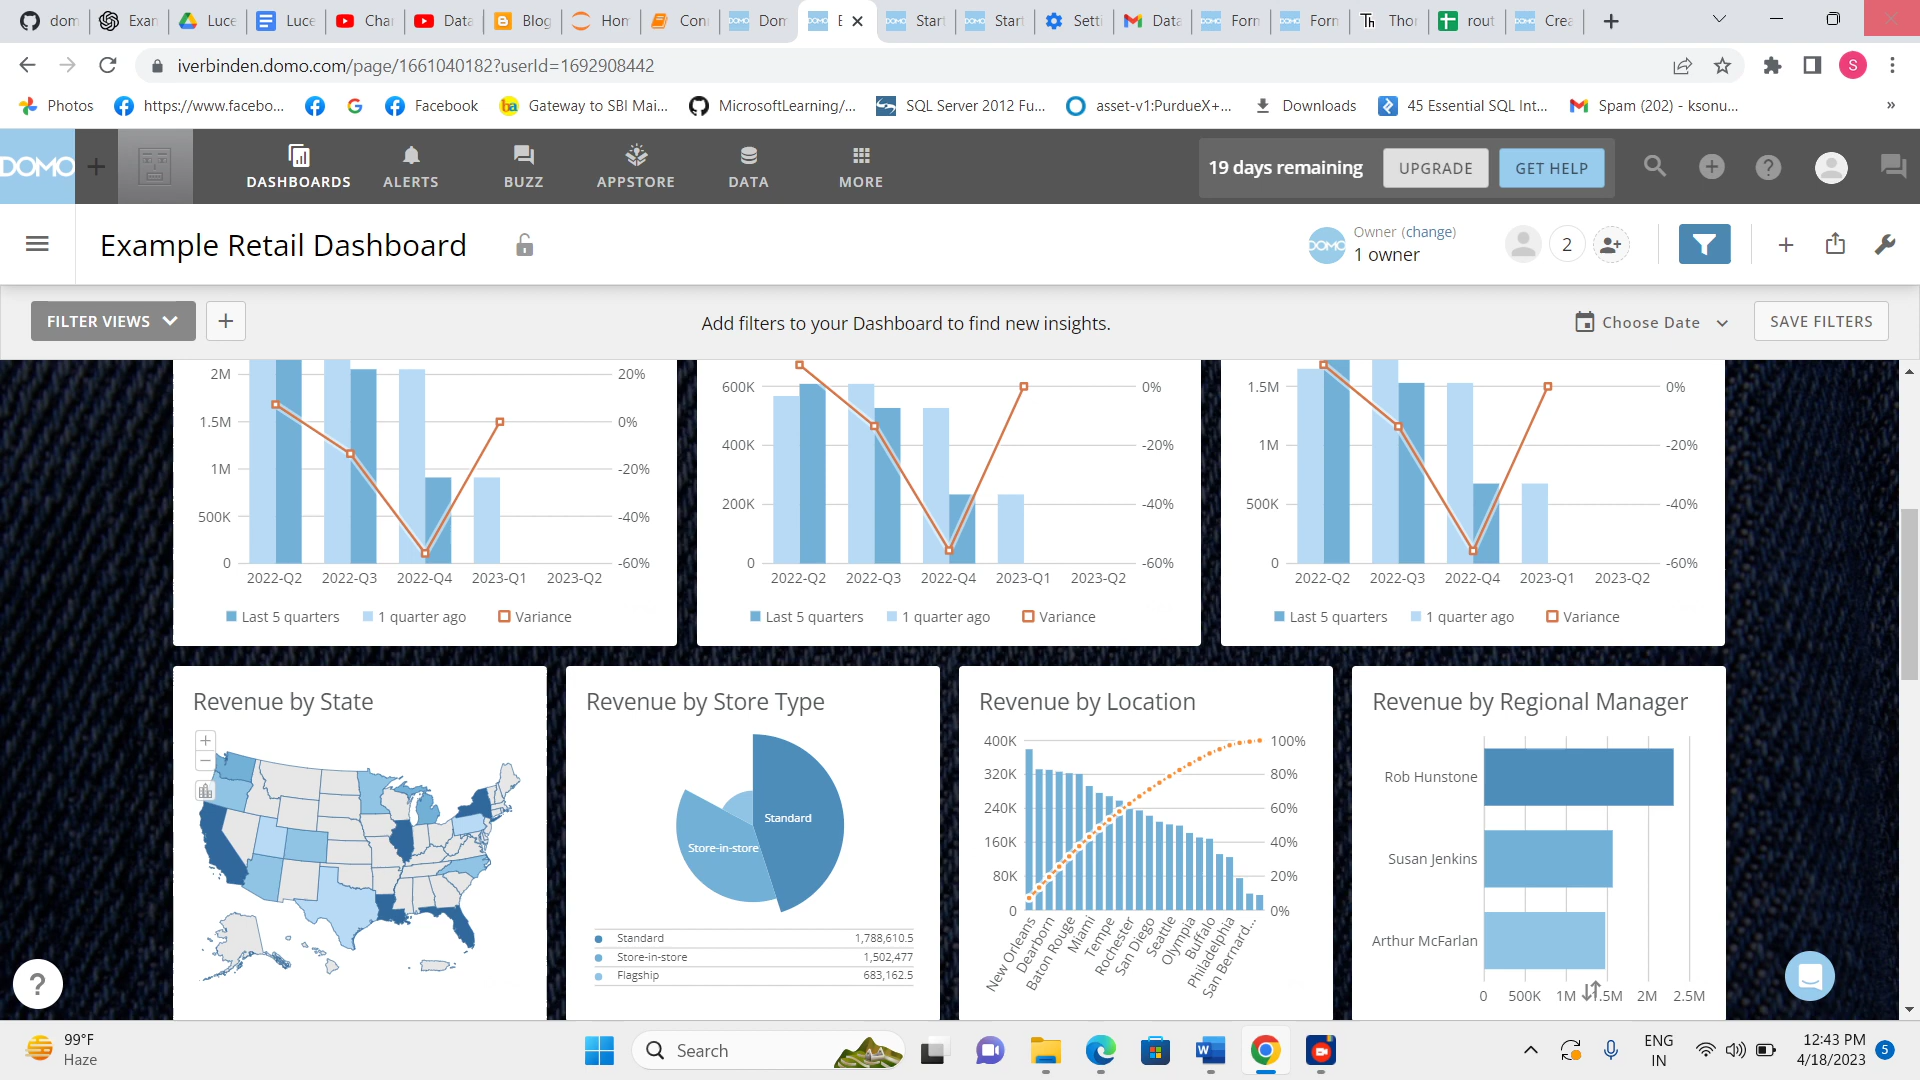 dom
Exan
Luce
Luce
Cha
Data
Blog
Hon
Con
Dom
E
Start
Start
Setti
Data
Forn
Forn
Thor
rout
Crea
iverbinden.domo.com/page/1661040182?userId=1692908442
S
Photos
https://www.facebo...
Facebook
Gateway to SBI Mai...
MicrosoftLearning/...
SQL Server 2012 Fu...
asset-v1:PurdueX+...
Downloads
45 Essential SQL Int...
Spam (202) - ksonu...
»
DOMO
DASHBOARDS
ALERTS
BUZZ
APPSTORE
DATA
MORE
19 days remaining
UPGRADE
GET HELP
Example Retail Dashboard
DOMO
Owner (change)
1 owner
2
FILTER VIEWS
Add filters to your Dashboard to find new insights.
Choose Date
SAVE FILTERS
2M
1.5M
1M
500K
0
20%
0%
-20%
-40%
-60%
2022-Q2 2022-Q3 2022-Q4 2023-Q1 2023-Q2
Last 5 quarters 1 quarter ago Variance
600K
400K
200K
0
0%
-20%
-40%
-60%
2022-Q2 2022-Q3 2022-Q4 2023-Q1 2023-Q2
Last 5 quarters 1 quarter ago Variance
1.5M
1M
500K
0
0%
-20%
-40%
-60%
2022-Q2 2022-Q3 2022-Q4 2023-Q1 2023-Q2
Last 5 quarters 1 quarter ago Variance
Revenue by State
Revenue by Store Type
Standard
Store-in-store
Standard 1,788,610.5
Store-in-store 1,502,477
Flagship 683,162.5
Revenue by Location
400K
320K
240K
160K
80K
0
100%
80%
60%
40%
20%
0%
New Orleans
Dearborn
Baton Rouge
Miami
Tempe
Rochester
San Diego
Seattle
Olympia
Buffalo
Philadelphia
San Bernard...
Revenue by Regional Manager
Rob Hunstone
Susan Jenkins
Arthur McFarlan
0 500K 1M 1.5M 2M 2.5M
?
99°F
Haze
Search
ENG
IN
12:43 PM
4/18/2023
5